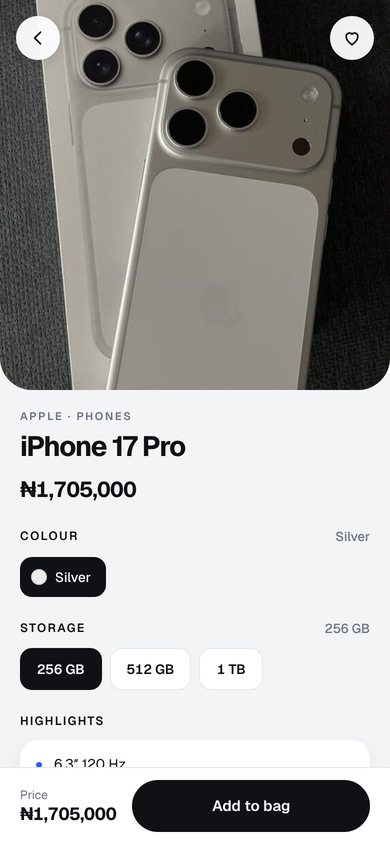 APPLE · PHONES
iPhone 17 Pro
₦1,705,000
COLOUR Silver
Silver
STORAGE 256 GB
256 GB 512 GB 1 TB
HIGHLIGHTS
6.3″ 120 Hz
Price
₦1,705,000
Add to bag